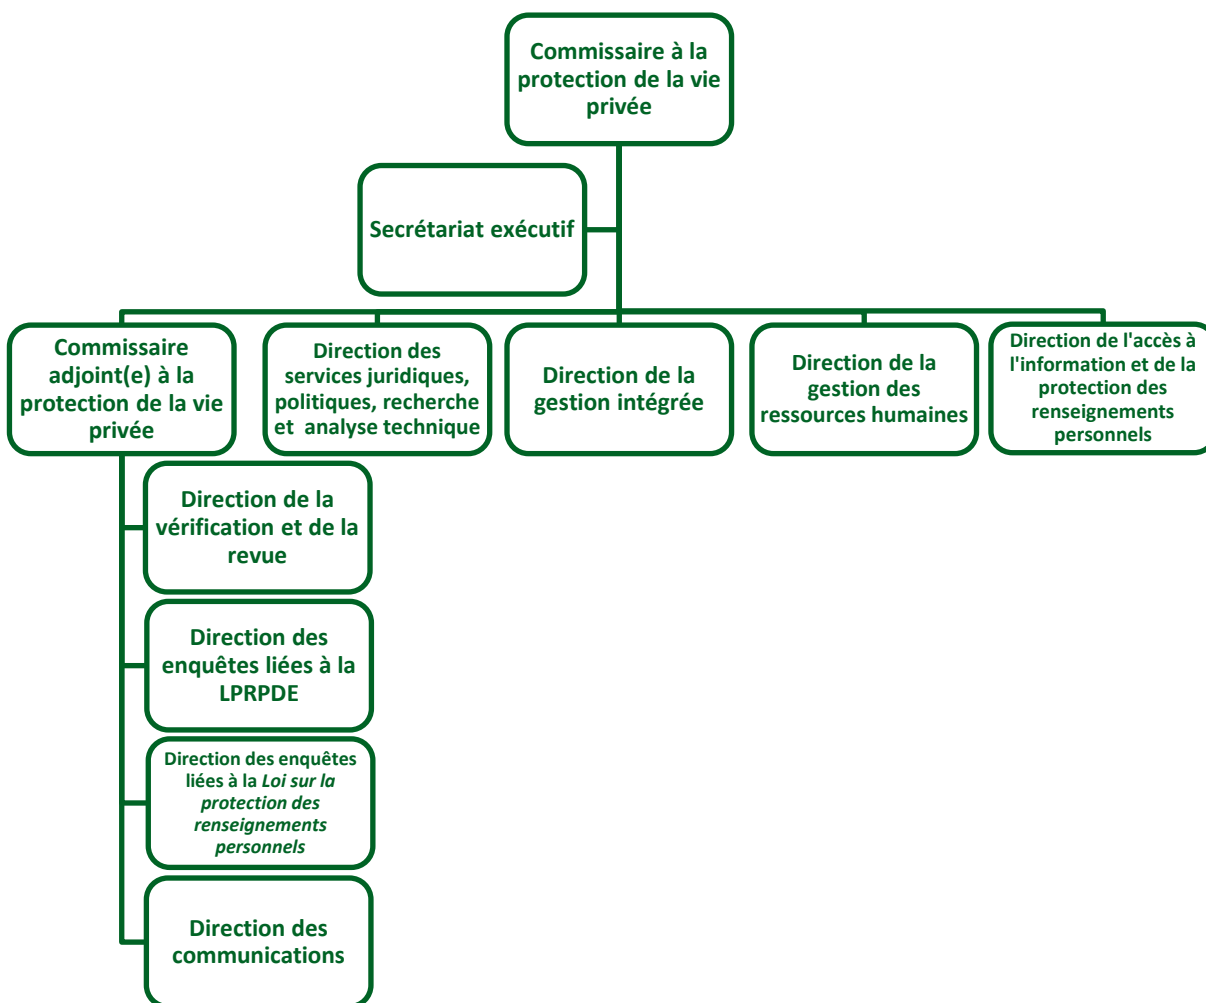 Commissaire à la
protection de la vie
privée
Secrétariat exécutif
Commissaire
adjoint(e) à la
protection de la vie
privée
Direction des
services juridiques,
politiques, recherche
et analyse technique
Direction de la
gestion intégrée
Direction de la
gestion des
ressources humaines
Direction de l'accès à
l'information et de la
protection des
renseignements
personnels
Direction de la
vérification et de la
revue
Direction des
enquêtes liées à la
LPRPDE
Direction des enquêtes
liées à la Loi sur la
protection des
renseignements
personnels
Direction des
communications